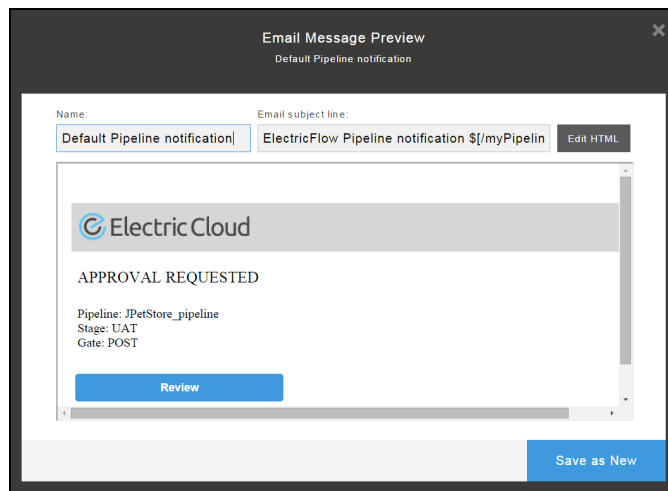 Email Message Preview
Default Pipeline notification
Name:
Email subject line:
Default Pipeline notification
ElectricFlow Pipeline notification $[/myPipelin
Edit HTML
Electric Cloud
APPROVAL REQUESTED
Pipeline: JPetStore_pipeline
Stage: UAT
Gate: POST
Review
Save as New